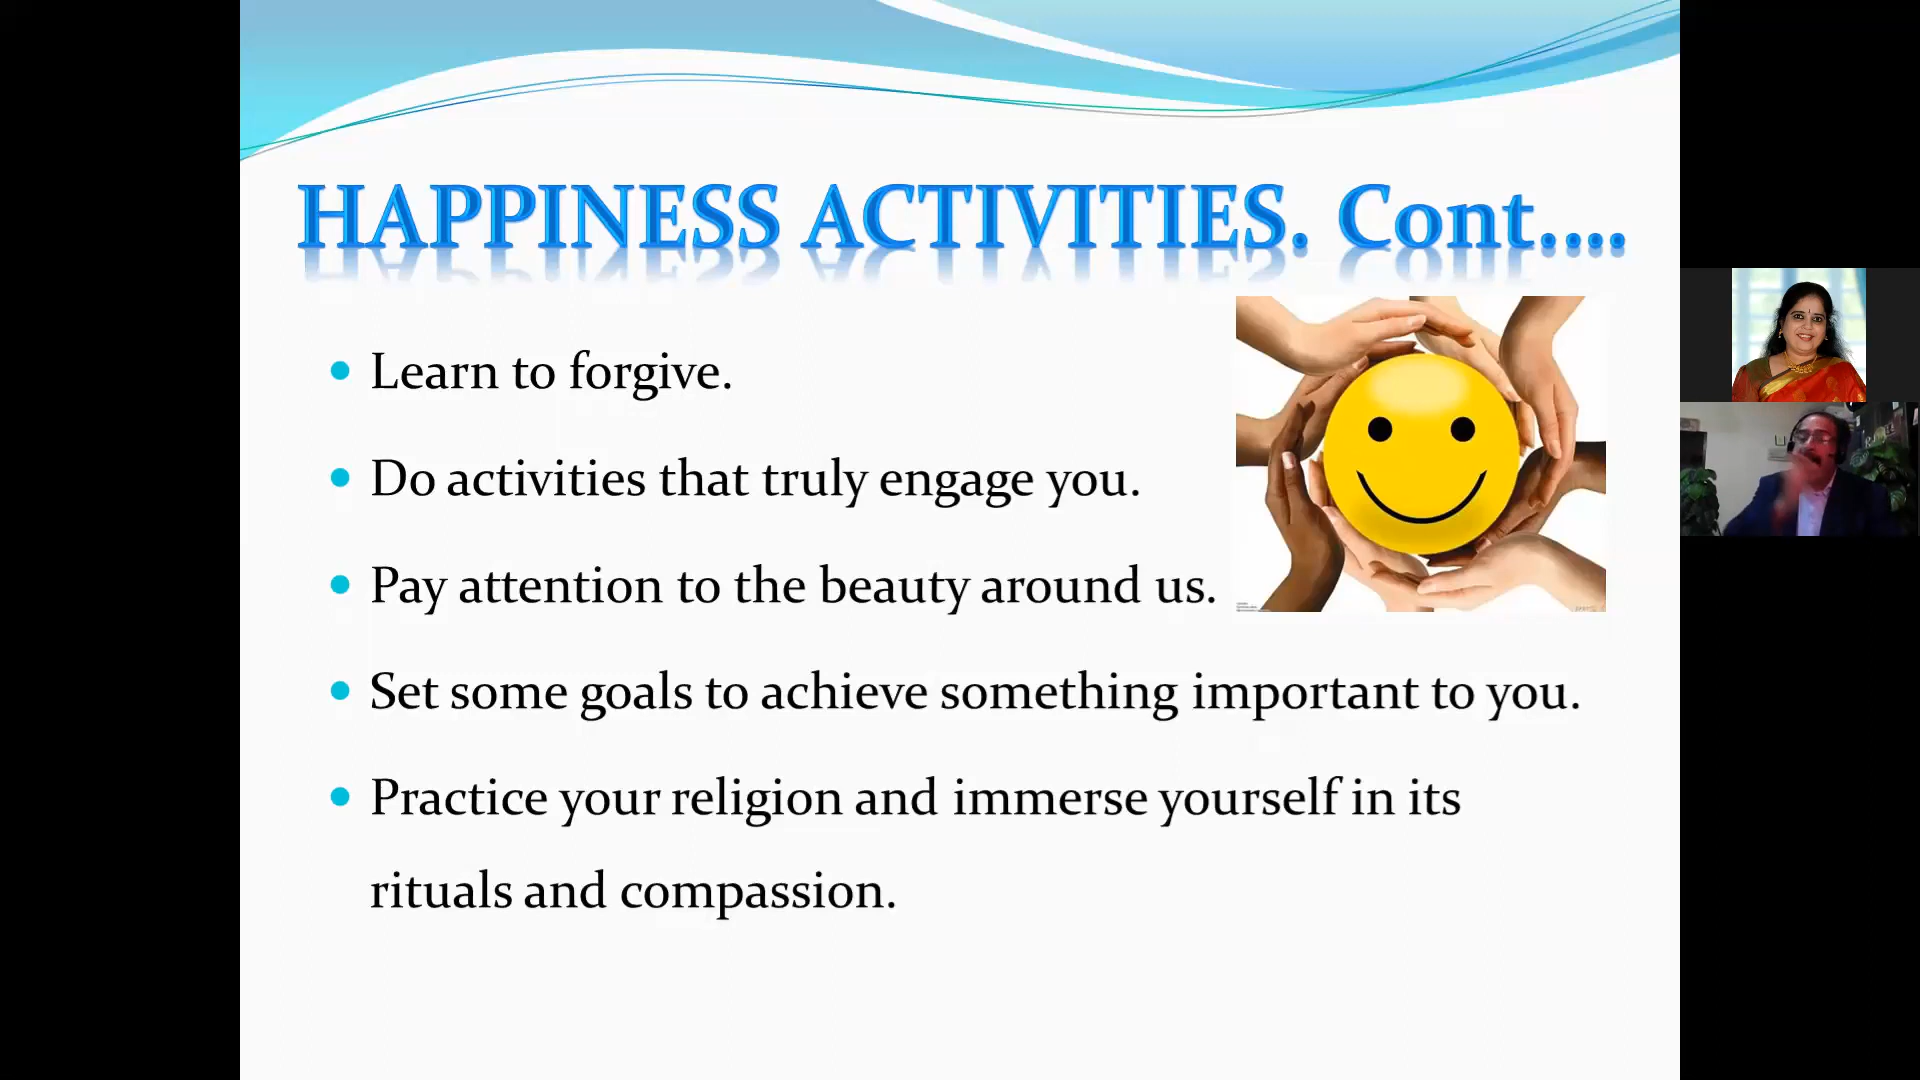 HAPPINESS ACTIVITIES. Cont....
• Learn to forgive.
• Do activities that truly engage you.
• Pay attention to the beauty around us.
• Set some goals to achieve something important to you.
• Practice your religion and immerse yourself in its
rituals and compassion.